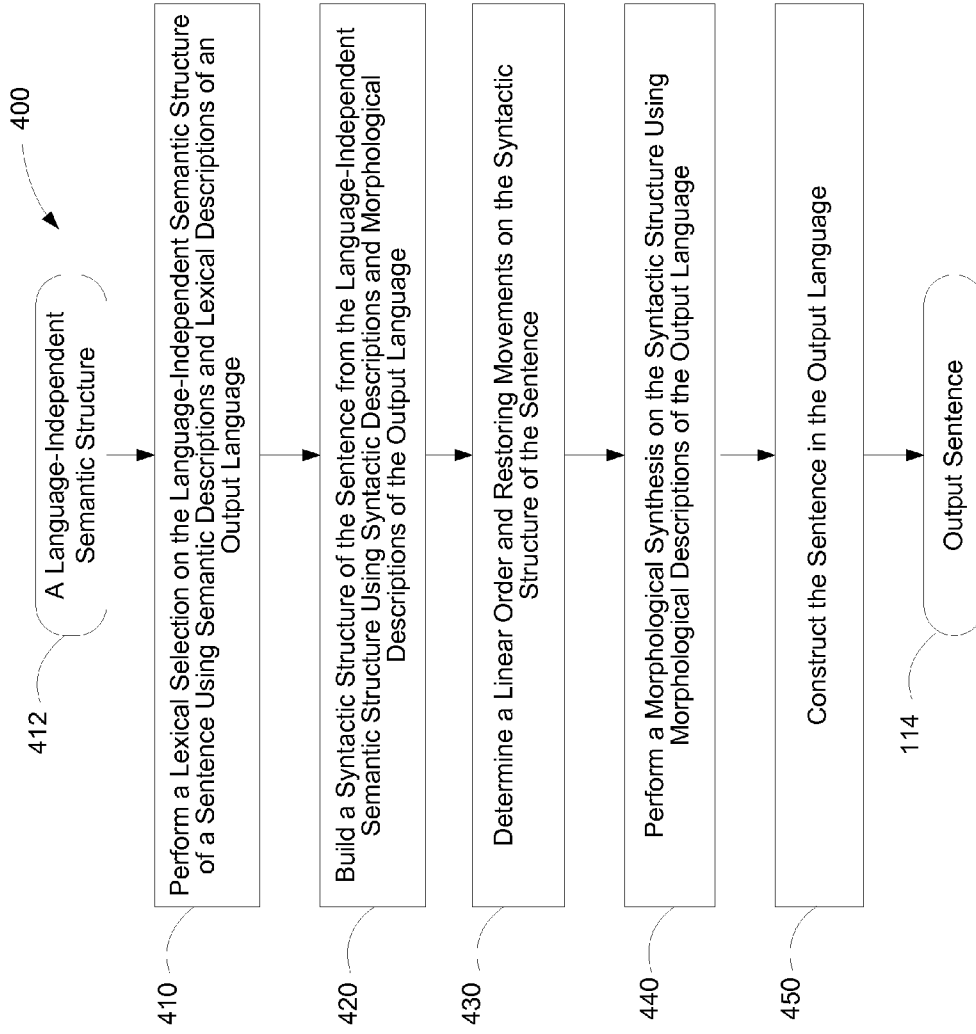 400
412
A Language-Independent
Semantic Structure
410
Perform a Lexical Selection on the Language-Independent Semantic Structure
of a Sentence Using Semantic Descriptions and Lexical Descriptions of an
Output Language
420
Build a Syntactic Structure of the Sentence from the Language-Independent
Semantic Structure Using Syntactic Descriptions and Morphological
Descriptions of the Output Language
430
Determine a Linear Order and Restoring Movements on the Syntactic
Structure of the Sentence
440
Perform a Morphological Synthesis on the Syntactic Structure Using
Morphological Descriptions of the Output Language
450
Construct the Sentence in the Output Language
114
Output Sentence